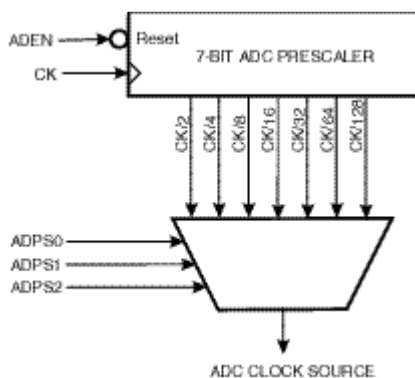 ADEN
Reset
7-BIT ADC PRESCALER
CK
CK/2
CK/4
CK/8
CK/16
CK/32
CK/64
CK/128
ADPS0
ADPS1
ADPS2
ADC CLOCK SOURCE